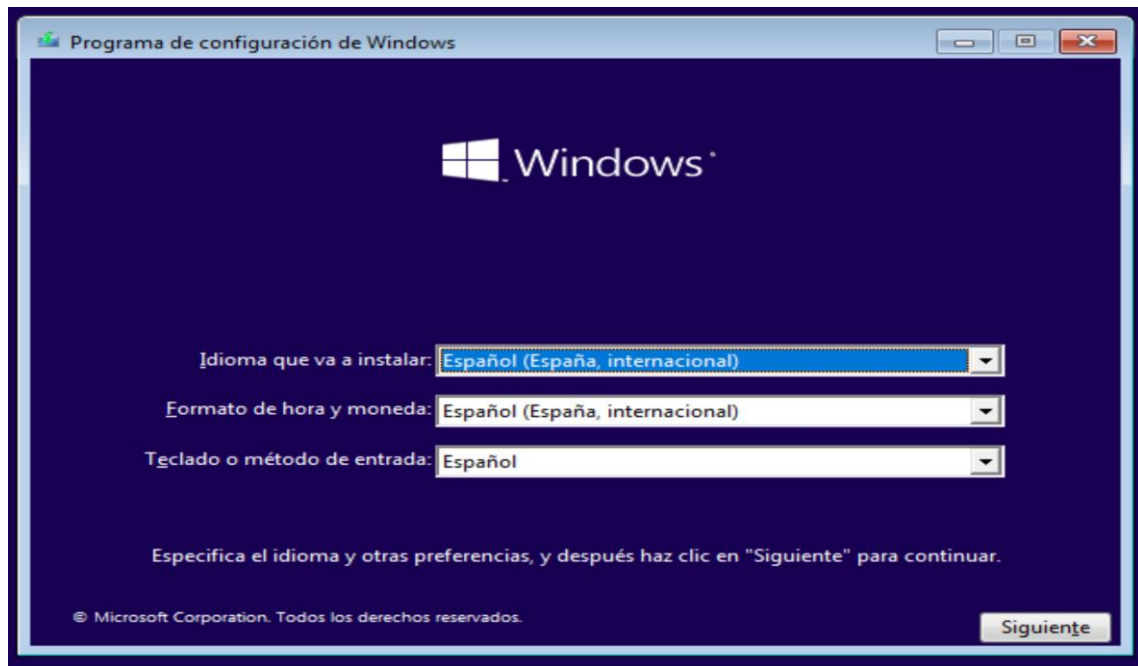 Programa de configuración de Windows
Windows
Idioma que va a instalar: Español (España, internacional)
Formato de hora y moneda: Español (España, internacional)
Teclado o método de entrada: Español
Especifica el idioma y otras preferencias, y después haz clic en "Siguiente" para continuar.
© Microsoft Corporation. Todos los derechos reservados.
Siguiente